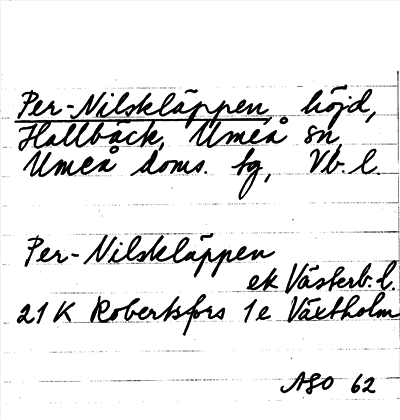 Per-Nilskläppen, höjd,
Hallbäck, Umeå sn,
Umeå doms. tg, Vb. l.
Per-Nilskläppen
ek Västerb. l.
21 K Robertsfors 1 e Växtholm
ASO 62